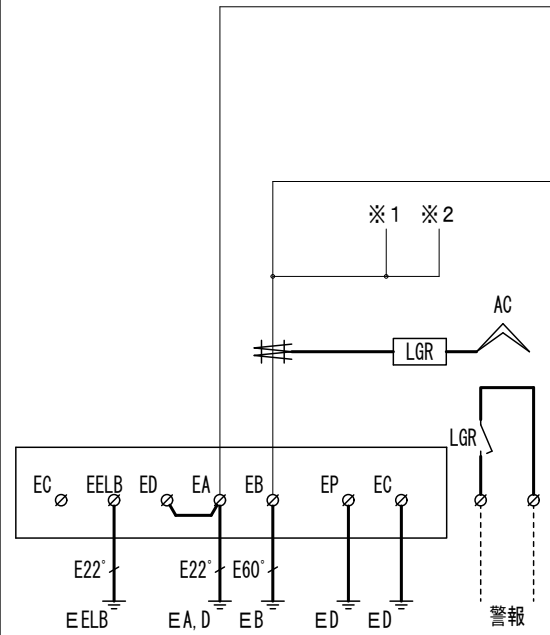 ※1 ※2
AC
LGR
LGR
EC EELB ED EA EB EP EC
E22° E22° E60°
EELB EA,D EB ED ED 警報